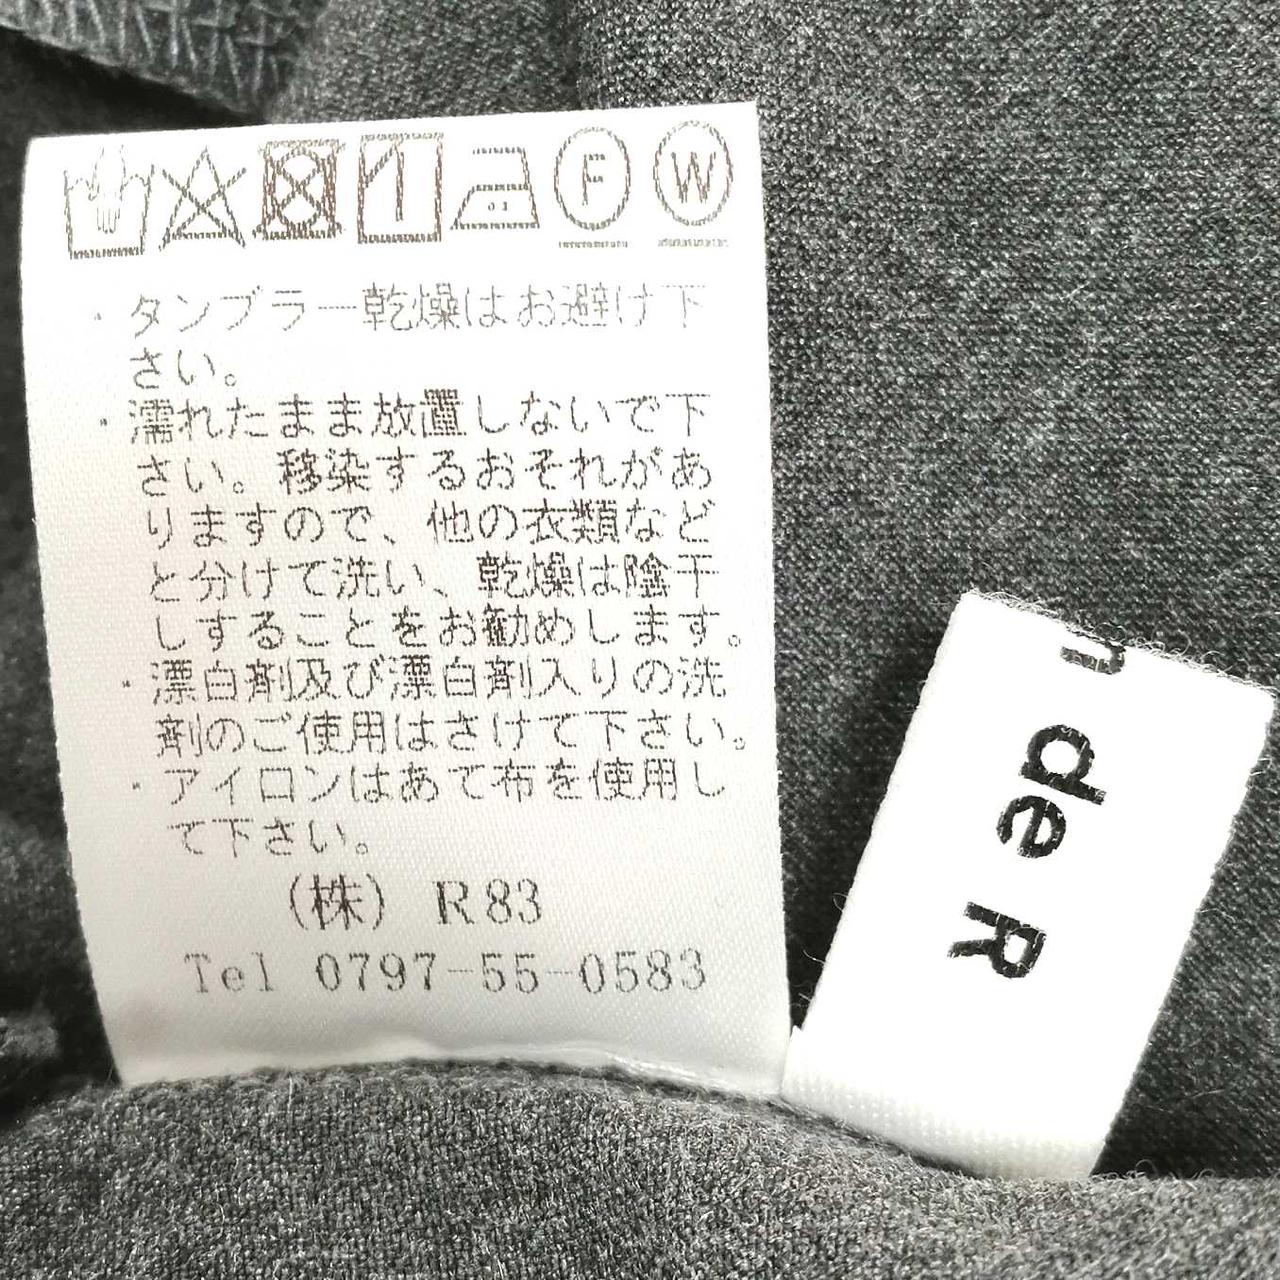 F W
・タンブラー乾燥はお避け下
さい。
・濡れたまま放置しないで下
さい。移染するおそれがあ
りますので、他の衣類など
と分けて洗い、乾燥は陰干
しすることをお勧めします。
・漂白剤及び漂白剤入りの洗
剤のご使用はさけて下さい。
・アイロンはあて布を使用し
て下さい。
(株) R83
Tel 0797-55-0583
de R